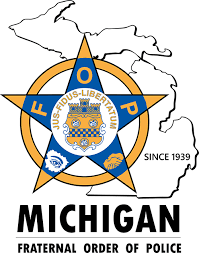 F O P
JUS-FIDUS-LIBERTATUM
SINCE 1939
MICHIGAN
FRATERNAL ORDER OF POLICE